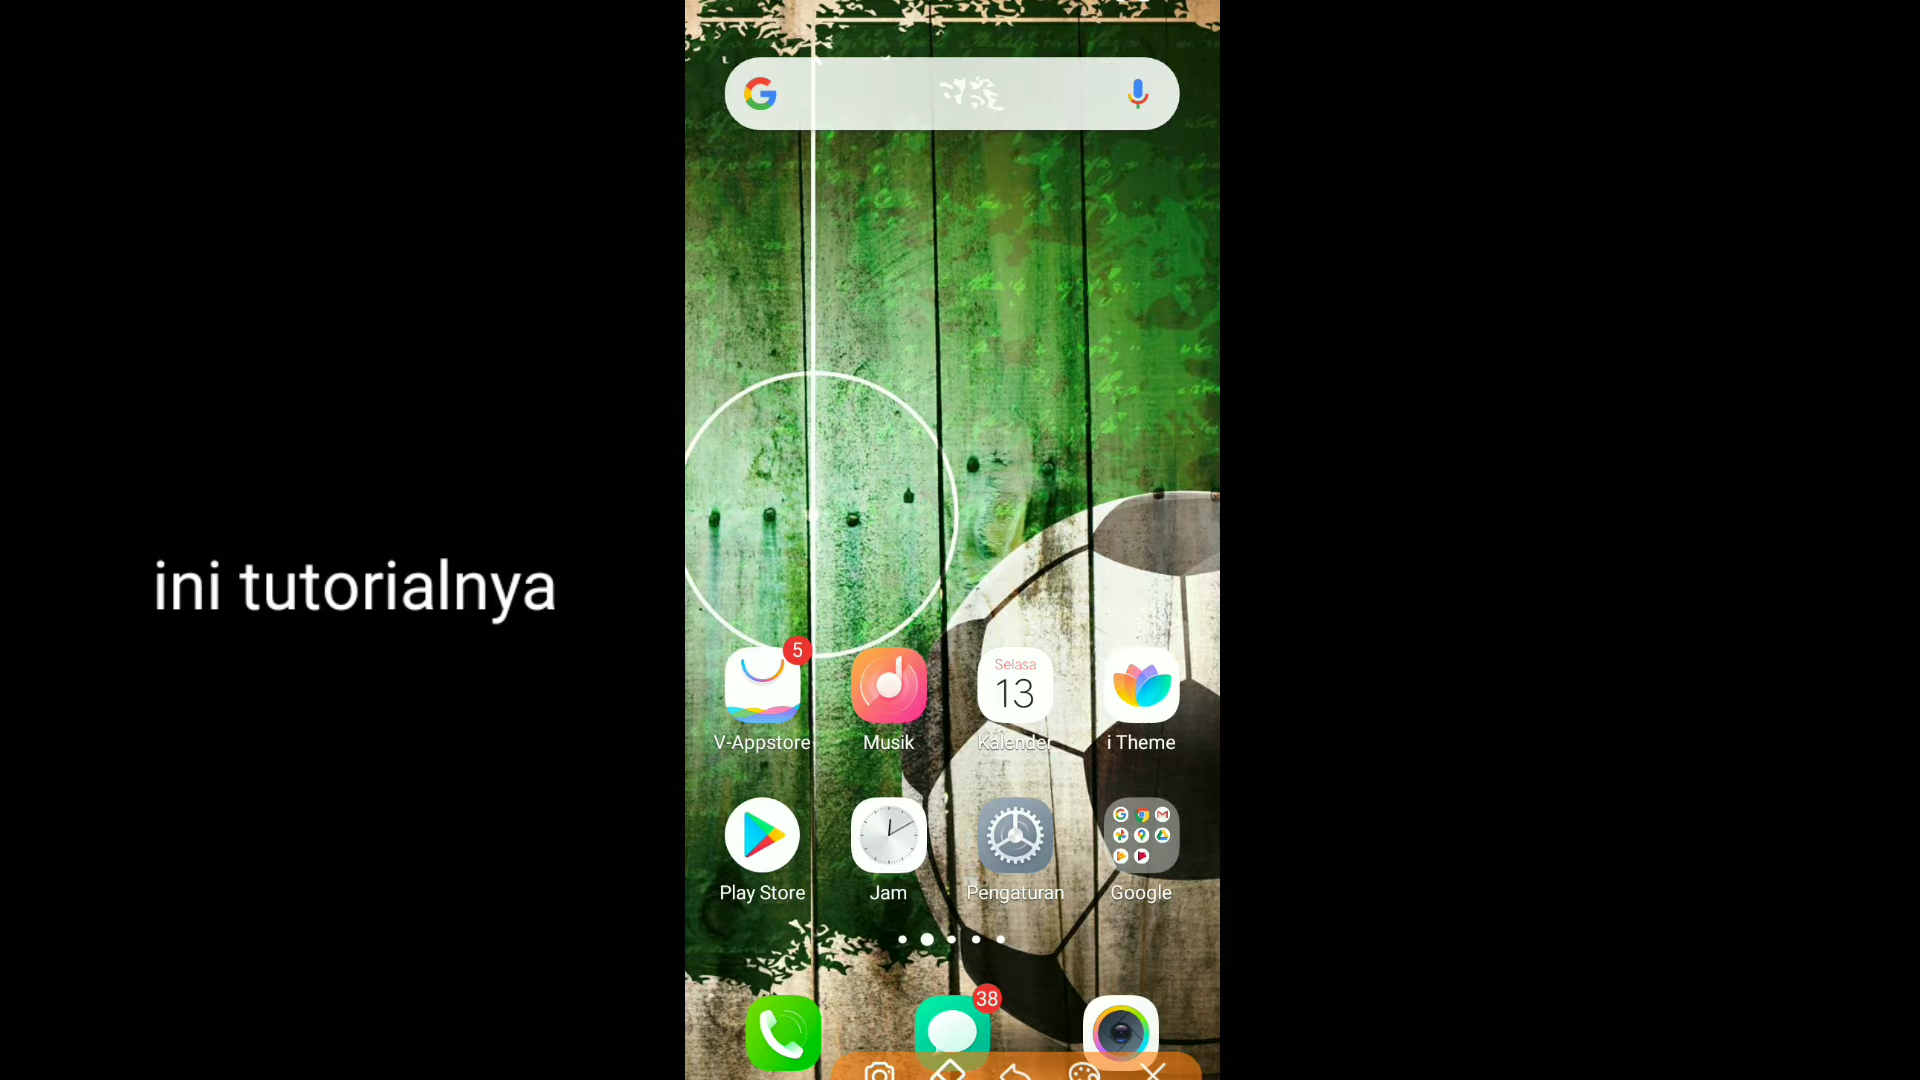 ini tutorialnya
5
Selasa
13
V-Appstore
Musik
Kalender
i Theme
Play Store
Jam
Pengaturan
Google
38